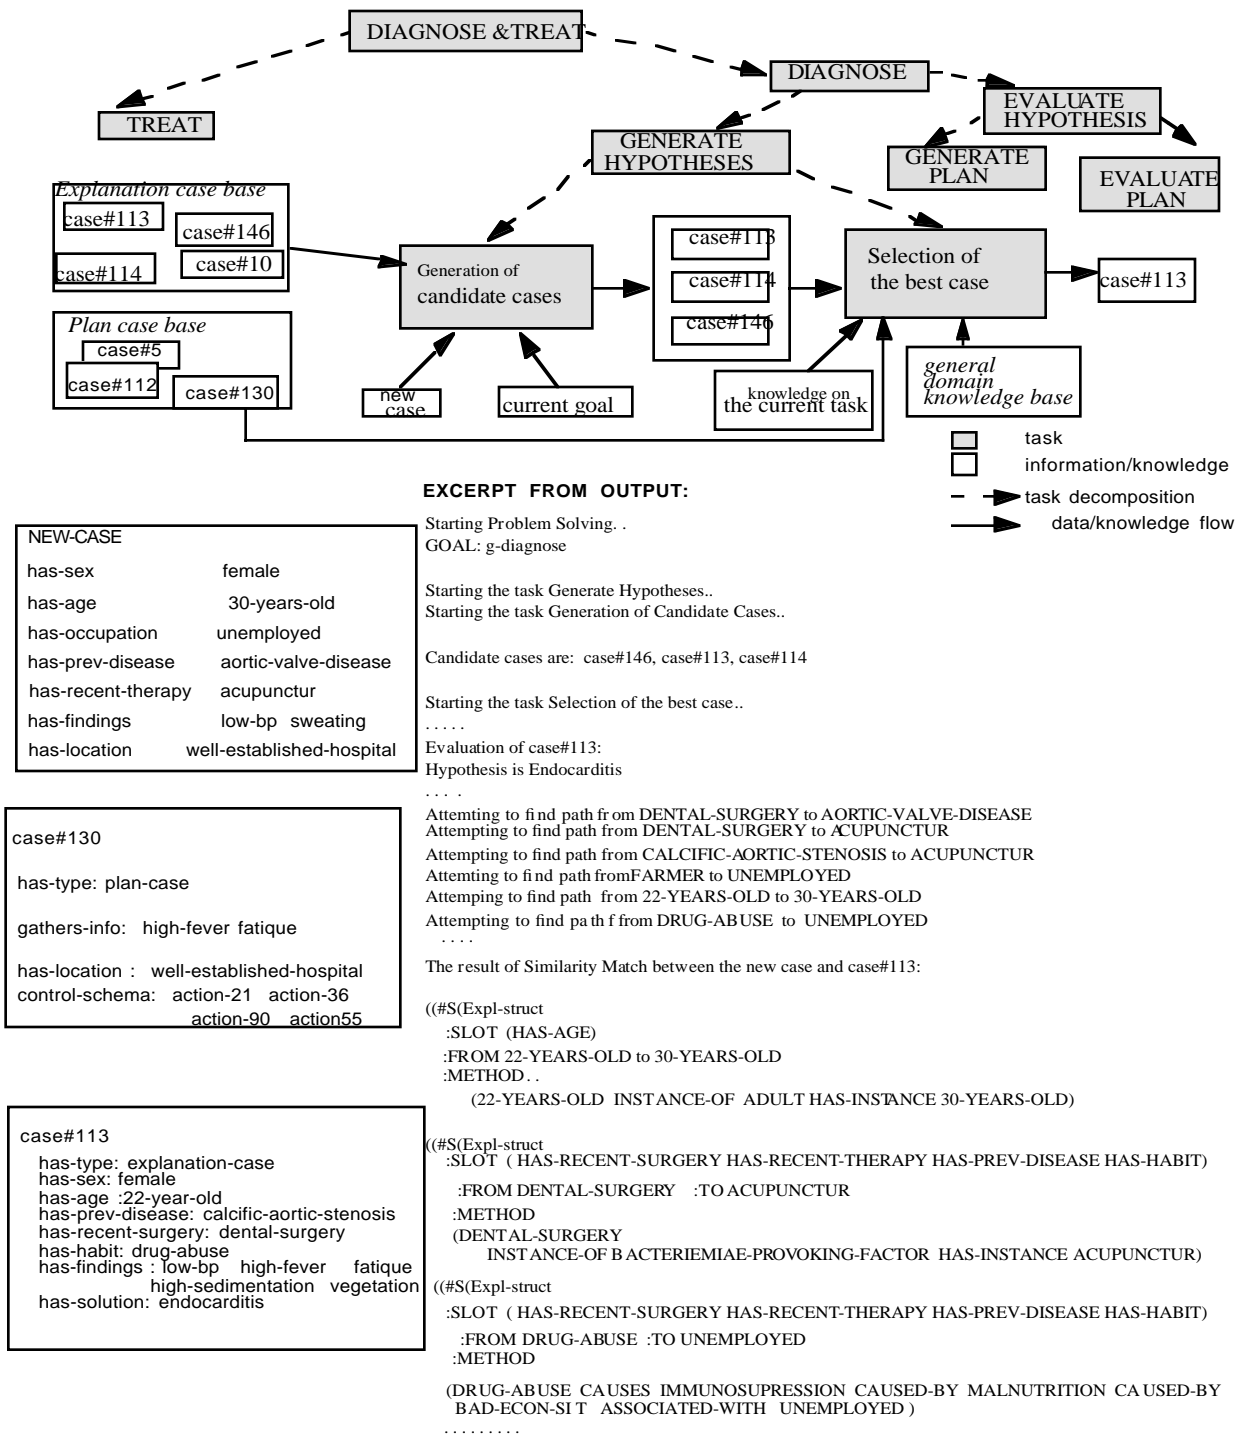 DIAGNOSE &TREAT
DIAGNOSE
TREAT
EVALUATE
HYPOTHESIS
GENERATE
HYPOTHESES
GENERATE
PLAN
EVALUATE
PLAN
Explanation case base
case#113
case#146
case#114
case#10
Generation of
candidate cases
case#113
case#114
case#146
Selection of
the best case
case#113
Plan case base
case#5
case#112
case#130
new
case
current goal
knowledge on
the current task
general
domain
knowledge base
task
information/knowledge
task decomposition
data/knowledge flow
EXCERPT FROM OUTPUT:
Starting Problem Solving. .
GOAL: g-diagnose
Starting the task Generate Hypotheses..
Starting the task Generation of Candidate Cases..
Candidate cases are: case#146, case#113, case#114
Starting the task Selection of the best case..
. . . . .
Evaluation of case#113:
Hypothesis is Endocarditis
. . . .
Attemting to find path from DENTAL-SURGERY to AORTIC-VALVE-DISEASE
Attempting to find path from DENTAL-SURGERY to ACUPUNCTUR
Attempting to find path from CALCIFIC-AORTIC-STENOSIS to ACUPUNCTUR
Attemting to find path fromFARMER to UNEMPLOYED
Attemping to find path from 22-YEARS-OLD to 30-YEARS-OLD
Attempting to find path f from DRUG-ABUSE to UNEMPLOYED
. . . .
The result of Similarity Match between the new case and case#113:
((#S(Expl-struct
:SLOT (HAS-AGE)
:FROM 22-YEARS-OLD to 30-YEARS-OLD
:METHOD. .
(22-YEARS-OLD INSTANCE-OF ADULT HAS-INSTANCE 30-YEARS-OLD)
((#S(Expl-struct
:SLOT ( HAS-RECENT-SURGERY HAS-RECENT-THERAPY HAS-PREV-DISEASE HAS-HABIT)
:FROM DENTAL-SURGERY :TO ACUPUNCTUR
:METHOD
(DENTAL-SURGERY
INSTANCE-OF BACTERIEMIAE-PROVOKING-FACTOR HAS-INSTANCE ACUPUNCTUR)
((#S(Expl-struct
:SLOT ( HAS-RECENT-SURGERY HAS-RECENT-THERAPY HAS-PREV-DISEASE HAS-HABIT)
:FROM DRUG-ABUSE :TO UNEMPLOYED
:METHOD
(DRUG-ABUSE CAUSES IMMUNOSUPRESSION CAUSED-BY MALNUTRITION CAUSED-BY
BAD-ECON-SIT ASSOCIATED-WITH UNEMPLOYED )
. . . . . . . . .
NEW-CASE
has-sex female
has-age 30-years-old
has-occupation unemployed
has-prev-disease aortic-valve-disease
has-recent-therapy acupunctur
has-findings low-bp sweating
has-location well-established-hospital
case#130
has-type: plan-case
gathers-info: high-fever fatique
has-location : well-established-hospital
control-schema: action-21 action-36
action-90 action55
case#113
has-type: explanation-case
has-sex: female
has-age :22-year-old
has-prev-disease: calcific-aortic-stenosis
has-recent-surgery: dental-surgery
has-habit: drug-abuse
has-findings : low-bp high-fever fatique
high-sedimentation vegetation
has-solution: endocarditis